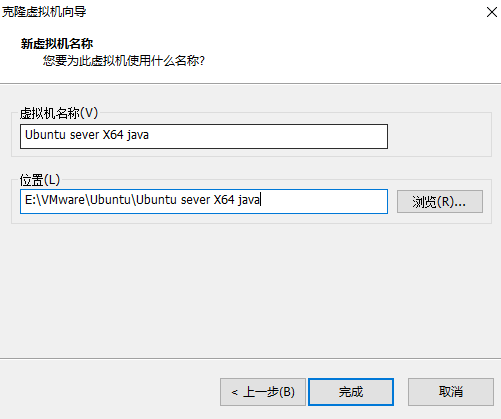 克隆虚拟机向导
新虚拟机名称
您要为此虚拟机使用什么名称?
虚拟机名称(V)
Ubuntu sever X64 java
位置(L)
E:\VMware\Ubuntu\Ubuntu sever X64 java
浏览(R)...
< 上一步(B)
完成
取消